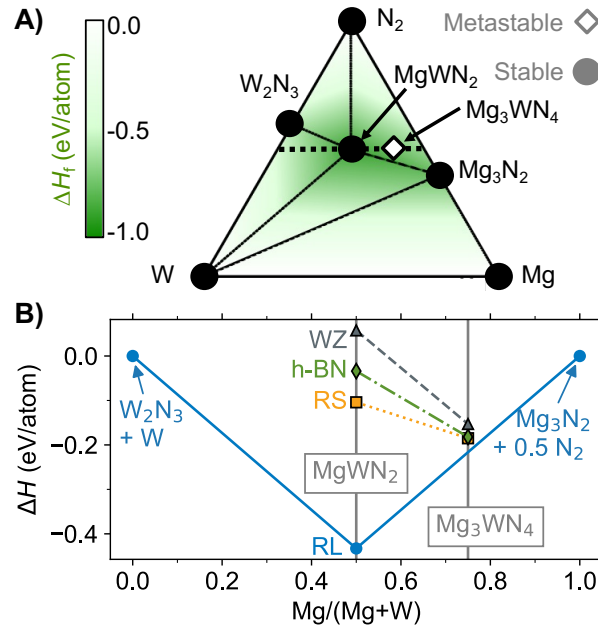 A)
0.0
-0.5
-1.0
ΔH_f (eV/atom)
N₂
Metastable
Stable
MgWN₂
W₂N₃
Mg₃WN₄
Mg₃N₂
W
Mg
B)
0.0
−0.2
−0.4
ΔH (eV/atom)
WZ
h-BN
RS
RL
W₂N₃
+ W
Mg₃N₂
+ 0.5 N₂
MgWN₂
Mg₃WN₄
0.0 0.2 0.4 0.6 0.8 1.0
Mg/(Mg+W)